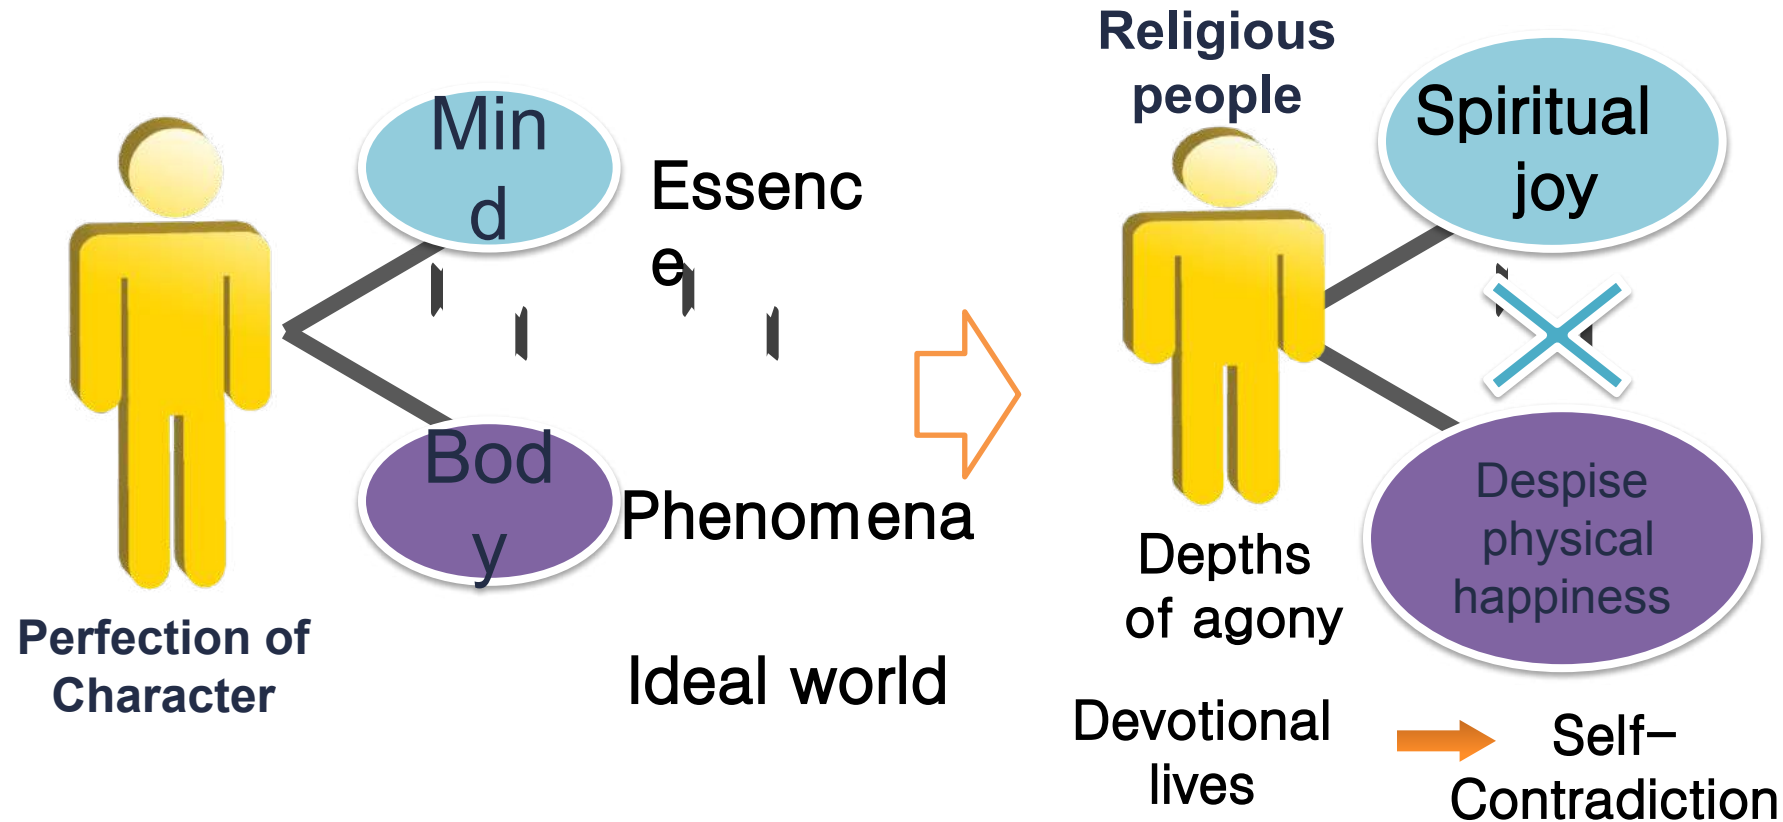 Min
d
Essenc
e
Bod
y
Phenomena
Perfection of
Character
Ideal world
Religious
people
Spiritual
joy
Despise
physical
happiness
Depths
of agony
Devotional
lives
Self-
Contradiction